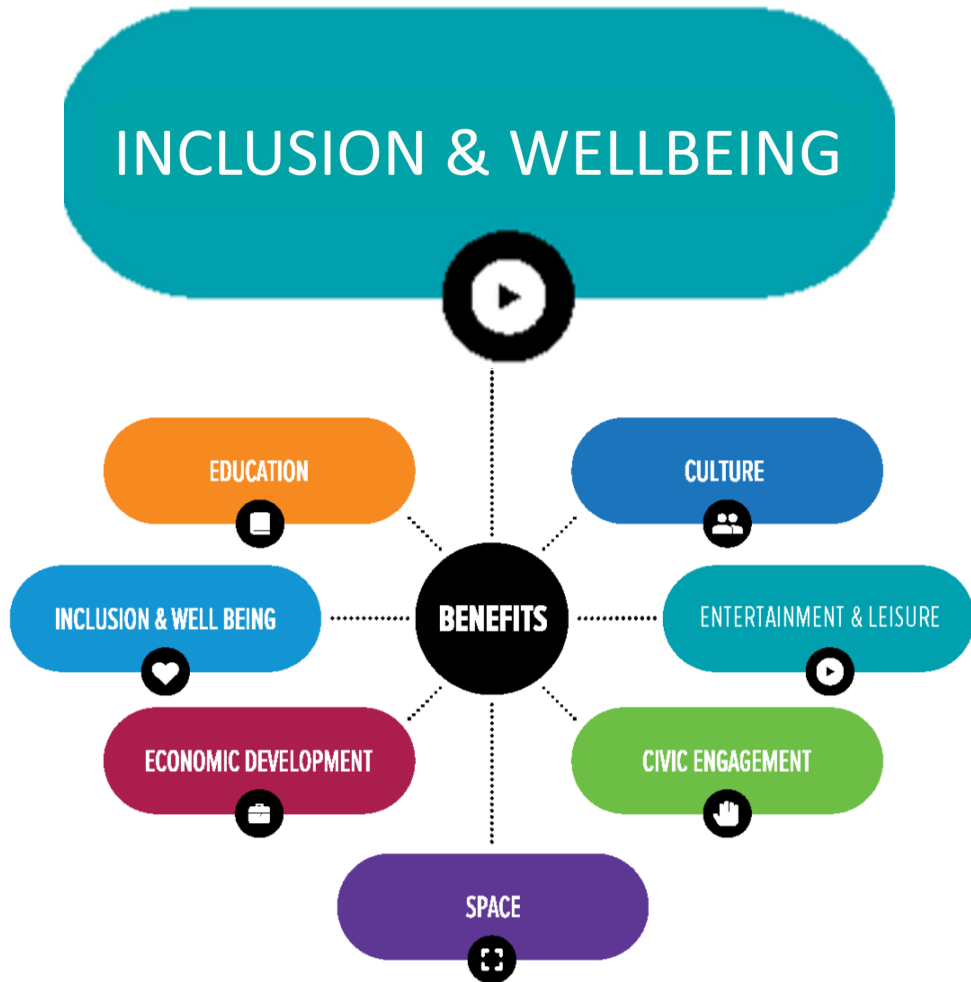 INCLUSION & WELLBEING
EDUCATION
CULTURE
INCLUSION & WELL BEING
BENEFITS
ENTERTAINMENT & LEISURE
ECONOMIC DEVELOPMENT
CIVIC ENGAGEMENT
SPACE